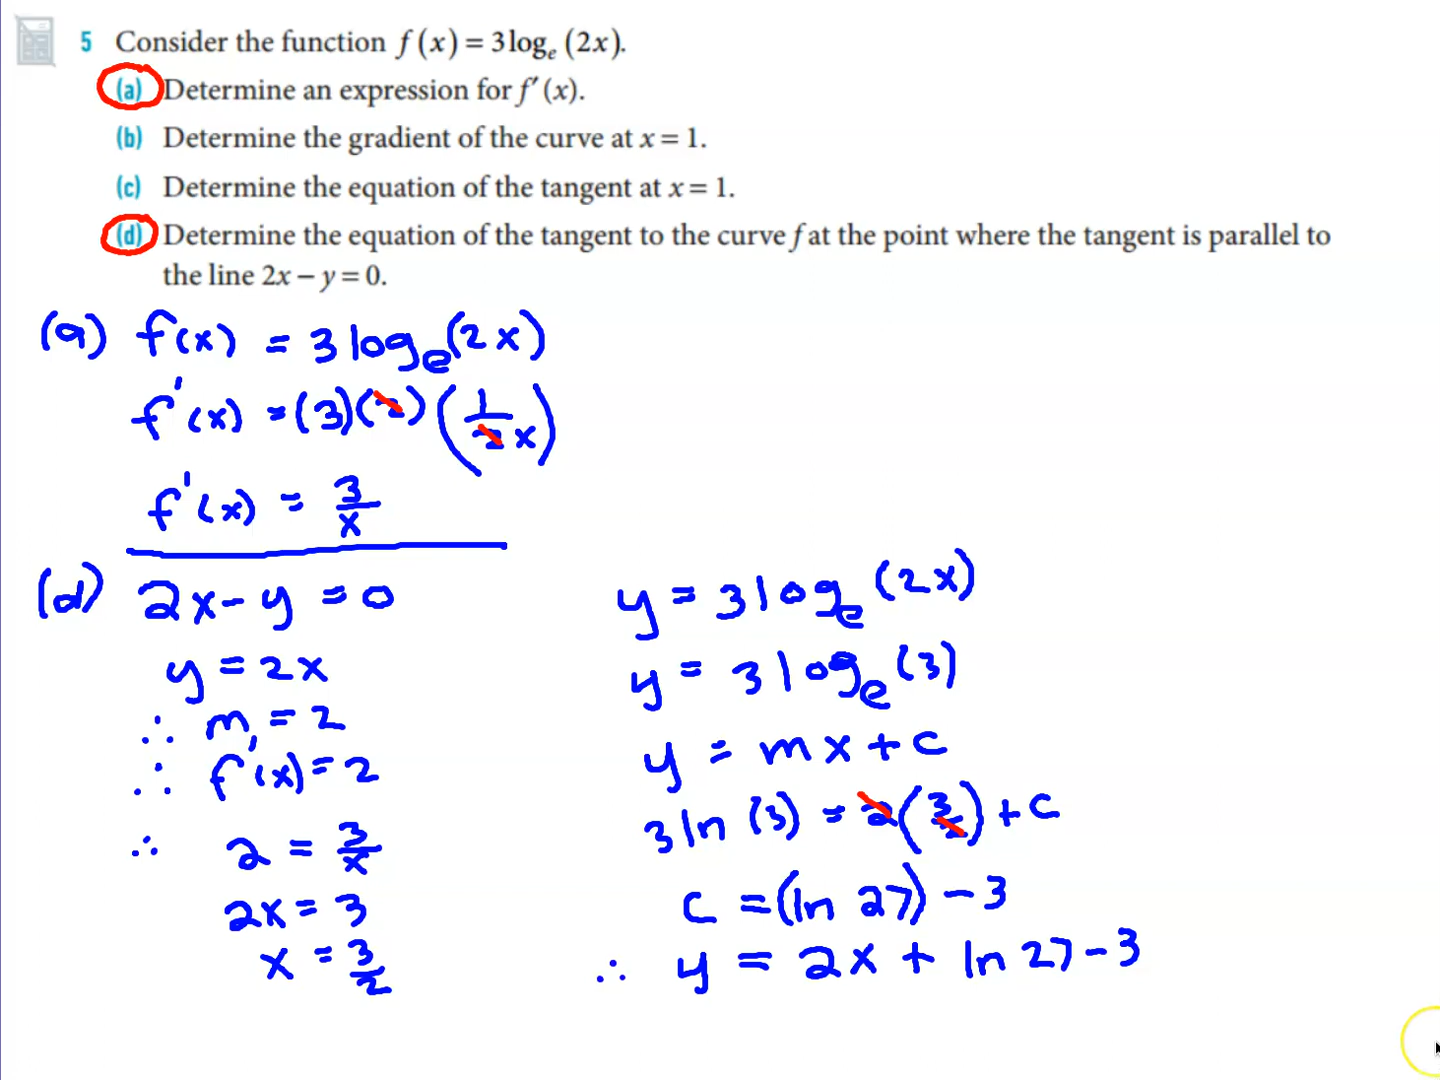 5 Consider the function f(x) = 3logₑ(2x).
(a) Determine an expression for f′(x).
(b) Determine the gradient of the curve at x = 1.
(c) Determine the equation of the tangent at x = 1.
(d) Determine the equation of the tangent to the curve f at the point where the tangent is parallel to
the line 2x − y = 0.
(a) f(x) = 3logₑ(2x)
f'(x) = (3)(2)(1/2x)
f'(x) = 3/x
(d) 2x − y = 0
y = 2x
∴ m = 2
∴ f'(x) = 2
∴ 2 = 3/x
2x = 3
x = 3/2
y = 3logₑ(2x)
y = 3logₑ(3)
y = mx + c
3ln(3) = 2(3/2) + c
c = (ln 27) − 3
∴ y = 2x + ln 27 − 3